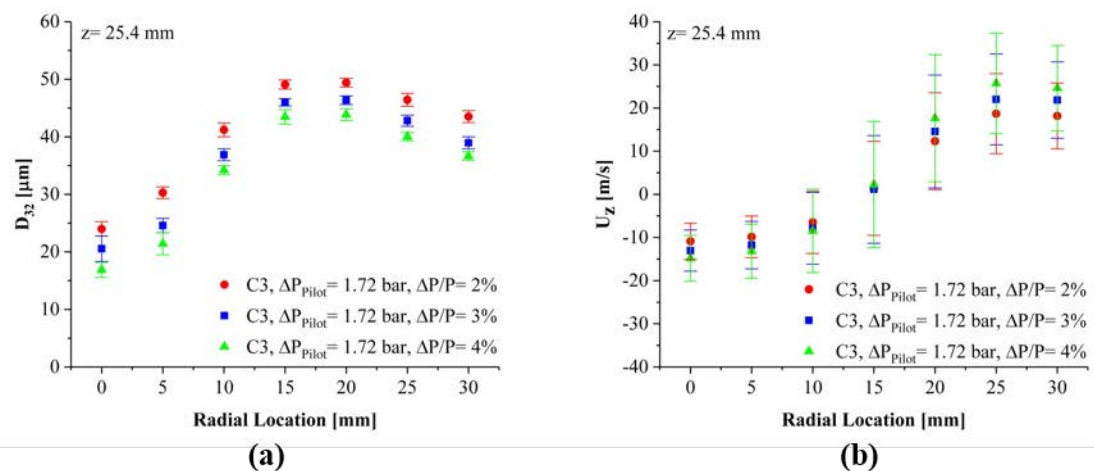 z= 25.4 mm
D32 [µm]
60
50
40
30
20
10
0
C3, ΔPPilot= 1.72 bar, ΔP/P= 2%
C3, ΔPPilot= 1.72 bar, ΔP/P= 3%
C3, ΔPPilot= 1.72 bar, ΔP/P= 4%
0 5 10 15 20 25 30
Radial Location [mm]
(a)
z= 25.4 mm
UZ [m/s]
40
30
20
10
0
-10
-20
-30
-40
C3, ΔPPilot= 1.72 bar, ΔP/P= 2%
C3, ΔPPilot= 1.72 bar, ΔP/P= 3%
C3, ΔPPilot= 1.72 bar, ΔP/P= 4%
0 5 10 15 20 25 30
Radial Location [mm]
(b)